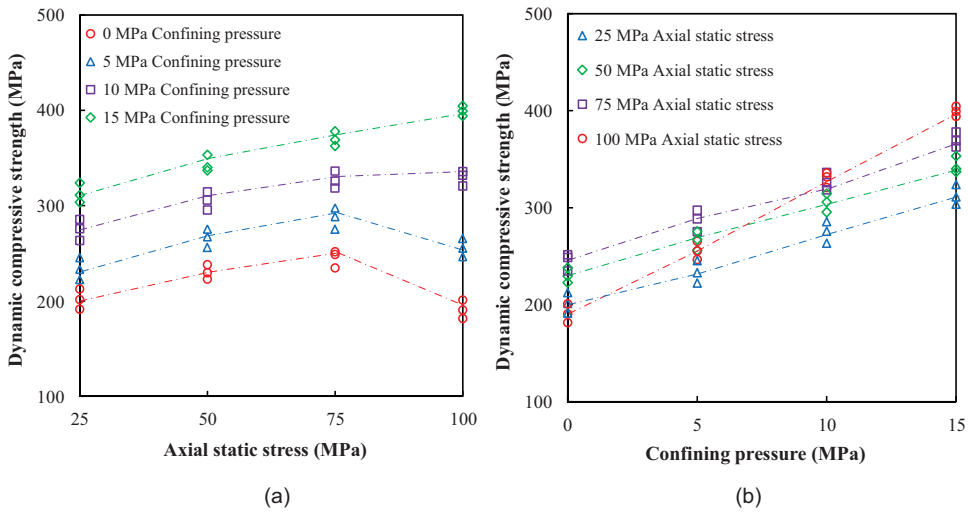 500
400
300
200
100
Dynamic compressive strength (MPa)
0 MPa Confining pressure
5 MPa Confining pressure
10 MPa Confining pressure
15 MPa Confining pressure
25
50
75
100
Axial static stress (MPa)
(a)
500
400
300
200
100
Dynamic compressive strength (MPa)
25 MPa Axial static stress
50 MPa Axial static stress
75 MPa Axial static stress
100 MPa Axial static stress
0
5
10
15
Confining pressure (MPa)
(b)